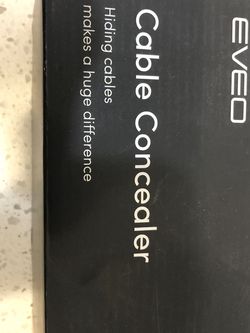 EVEO
Cable Concealer
Hiding cables
makes a huge difference